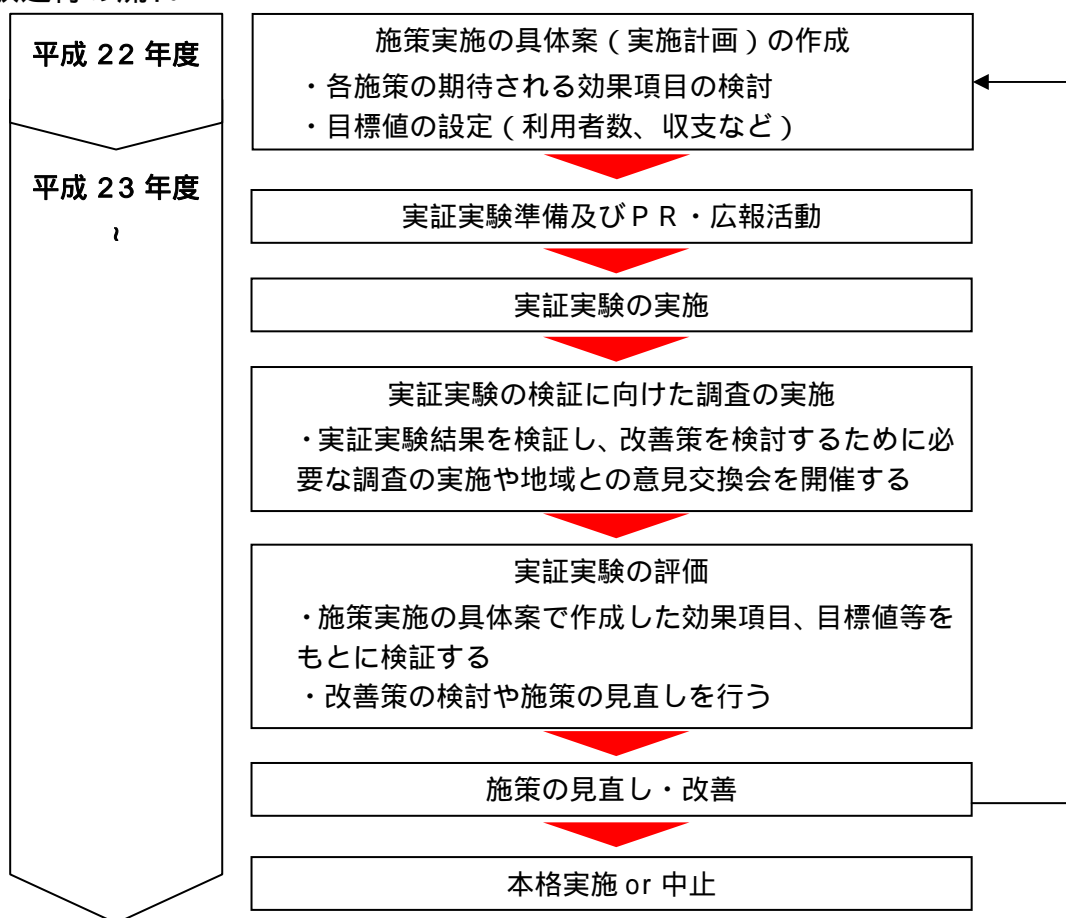 平成 22 年度
施策実施の具体案（実施計画）の作成
・各施策の期待される効果項目の検討
・目標値の設定（利用者数、収支など）
平成 23 年度
～
実証実験準備及びＰＲ・広報活動
実証実験の実施
実証実験の検証に向けた調査の実施
・実証実験結果を検証し、改善策を検討するために必
要な調査の実施や地域との意見交換会を開催する
実証実験の評価
・施策実施の具体案で作成した効果項目、目標値等を
もとに検証する
・改善策の検討や施策の見直しを行う
施策の見直し・改善
本格実施 or 中止